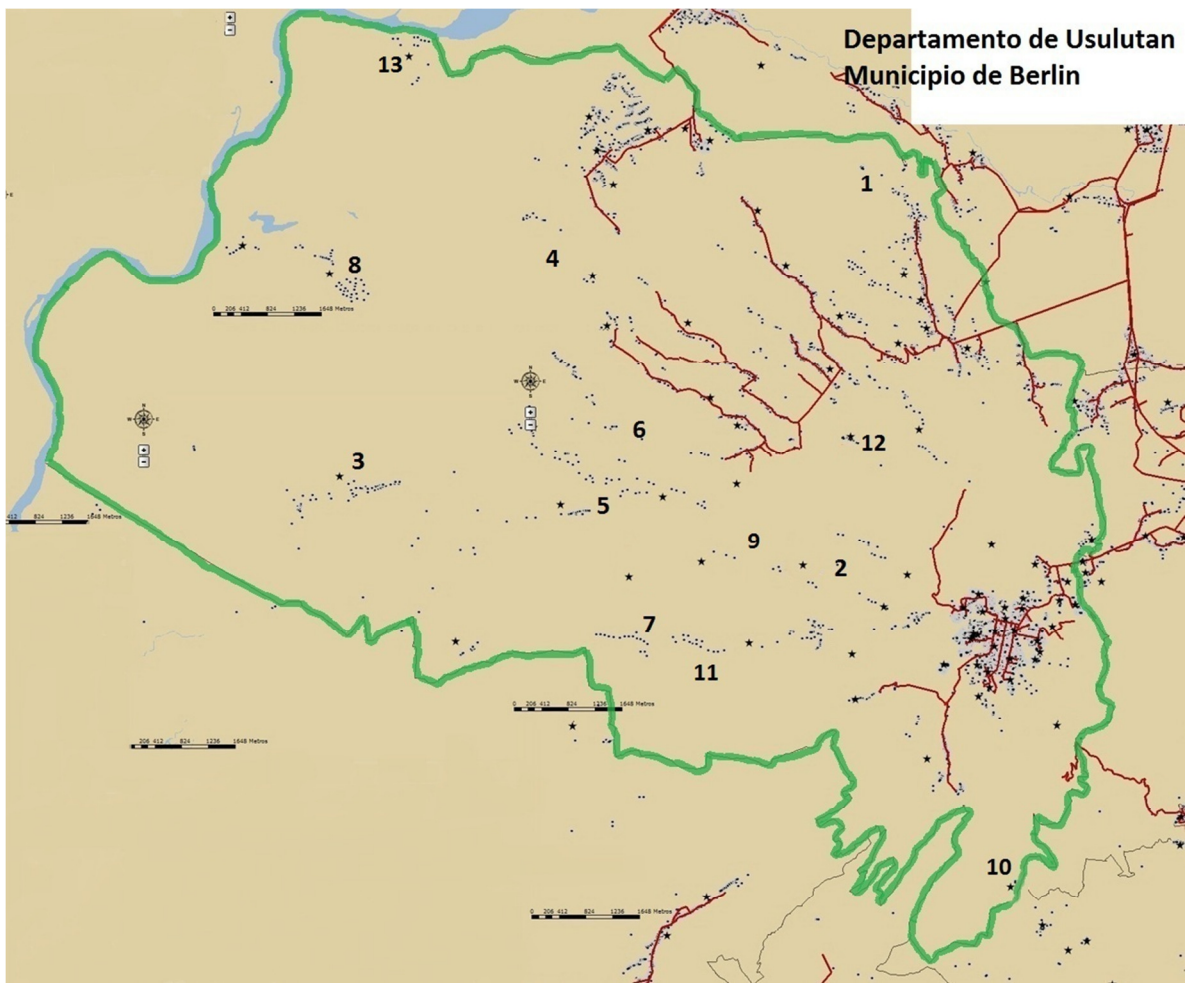 Departamento de Usulutan
Municipio de Berlin
13
1
4
8
0 206 412 824 1236 1648 Metros
6
12
3
412 824 1236 1648 Metros
5
9
2
7
11
0 206 412 824 1236 1648 Metros
206 412 824 1236 1648 Metros
10
0 206 412 824 1236 1648 Metros
N
W
E
S
N
W
E
S
E